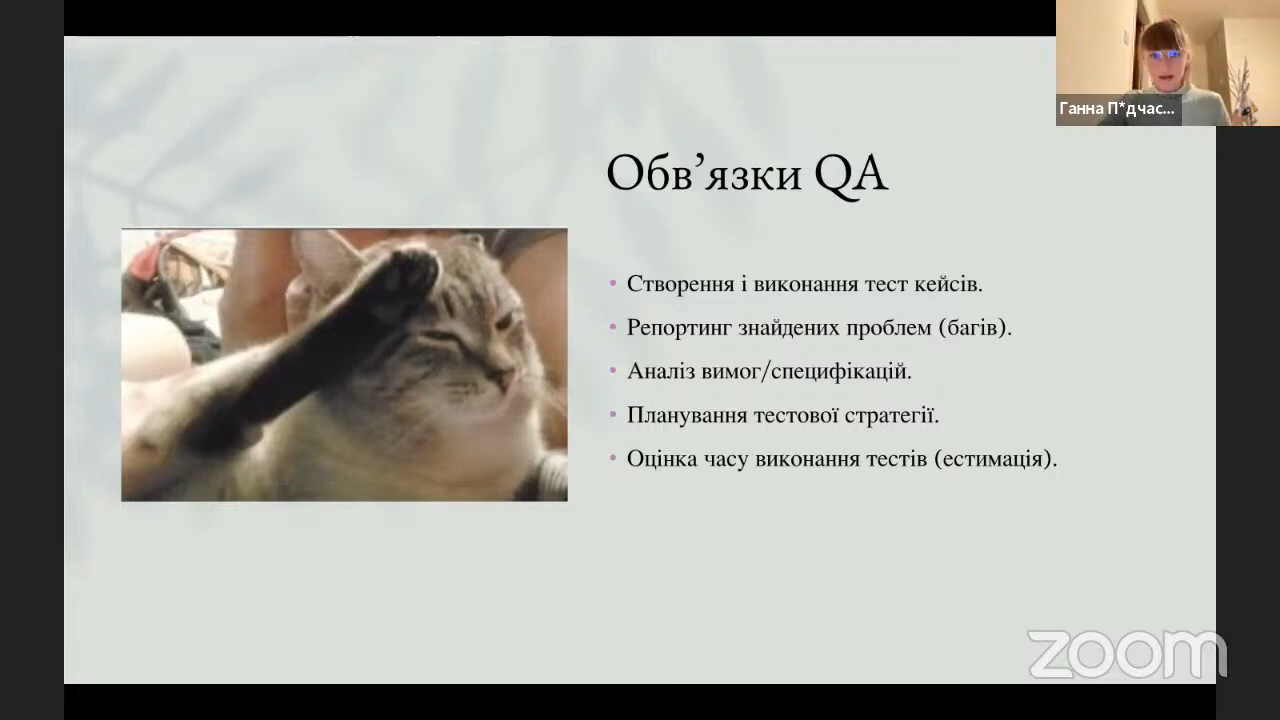 Ганна П*дчас...
Обв’язки QA
Створення і виконання тест кейсів.
Репортинг знайдених проблем (багів).
Аналіз вимог/специфікацій.
Планування тестової стратегії.
Оцінка часу виконання тестів (естимація).
zoom